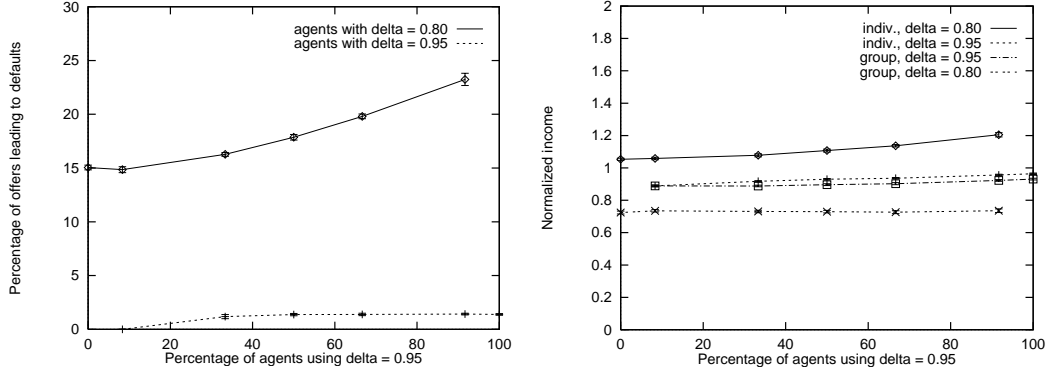 Percentage of offers leading to defaults
30
25
20
15
10
5
0
agents with delta = 0.80
agents with delta = 0.95
0 20 40 60 80 100
Percentage of agents using delta = 0.95
Normalized income
2
1.8
1.6
1.4
1.2
1
0.8
0.6
0.4
0.2
0
indiv., delta = 0.80
indiv., delta = 0.95
group, delta = 0.95
group, delta = 0.80
0 20 40 60 80 100
Percentage of agents using delta = 0.95